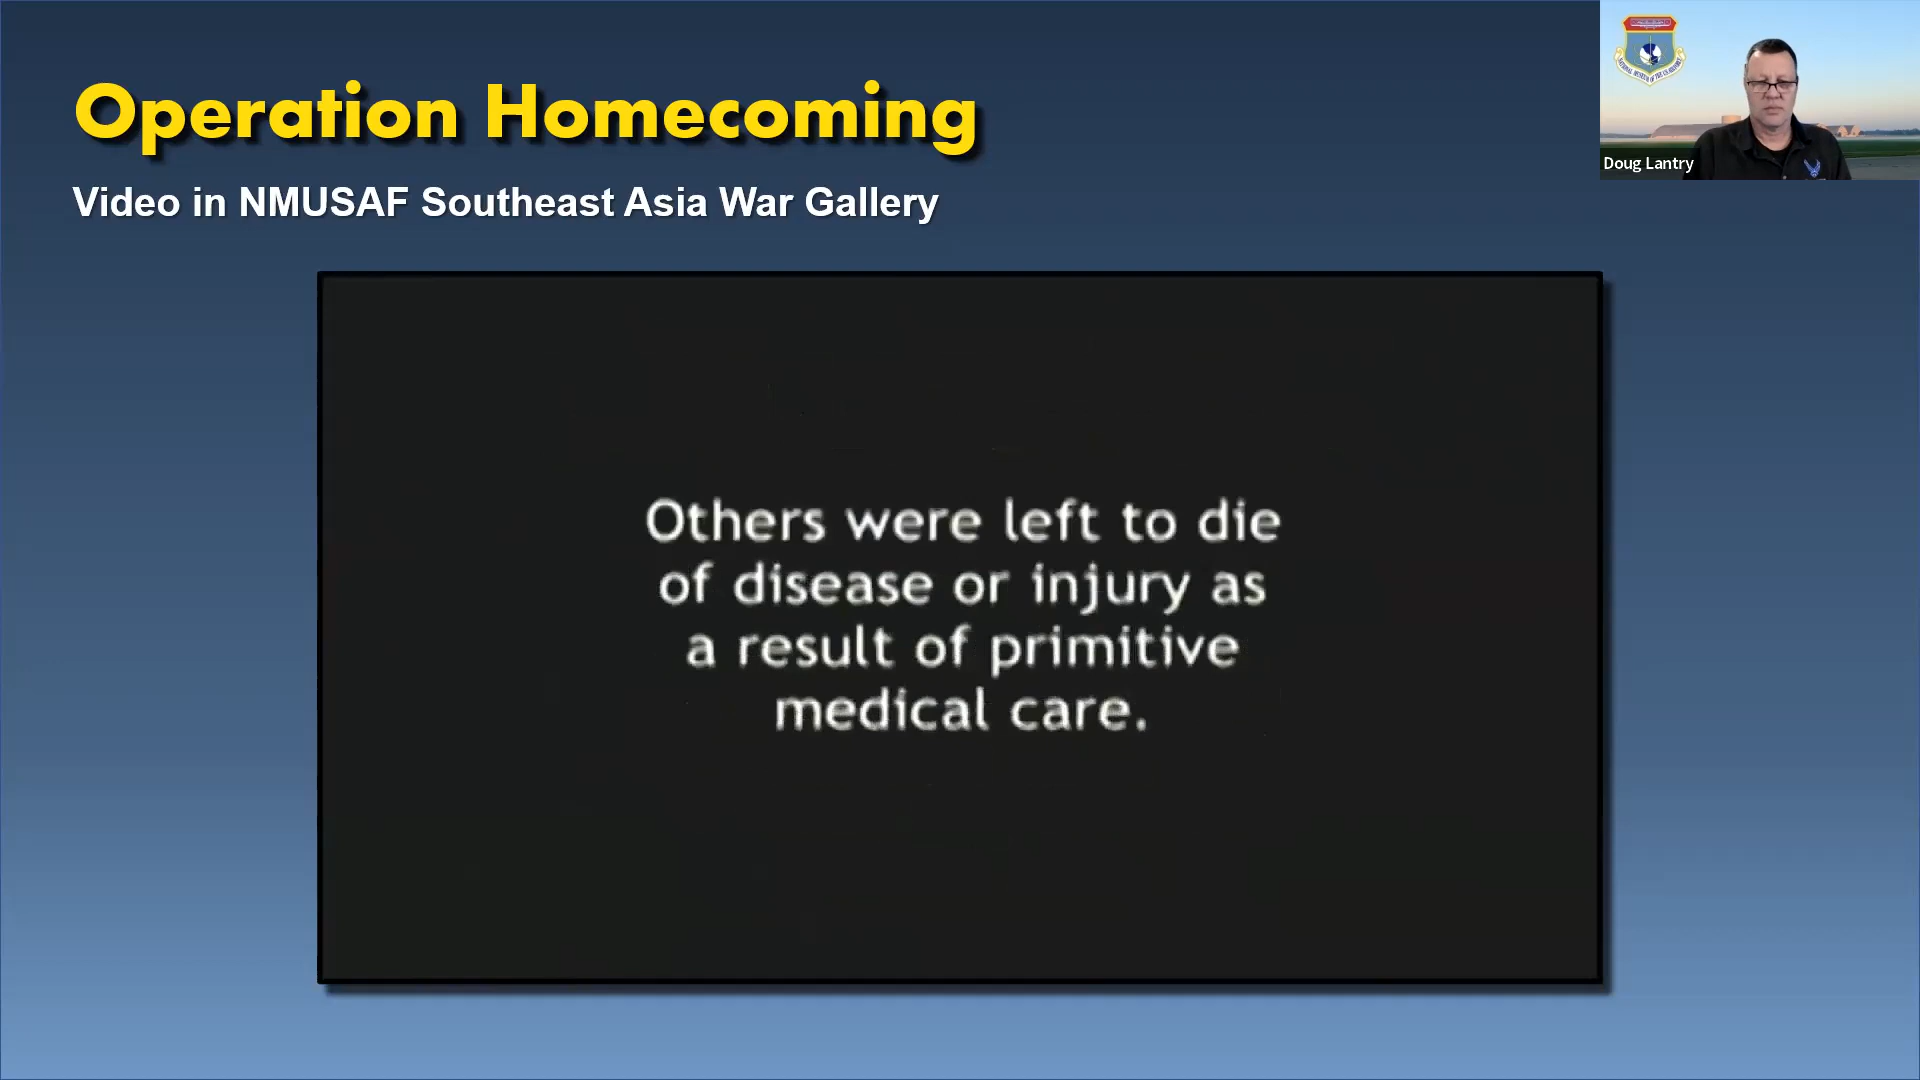 Operation Homecoming
Video in NMUSAF Southeast Asia War Gallery
Doug Lantry
Others were left to die
of disease or injury as
a result of primitive
medical care.